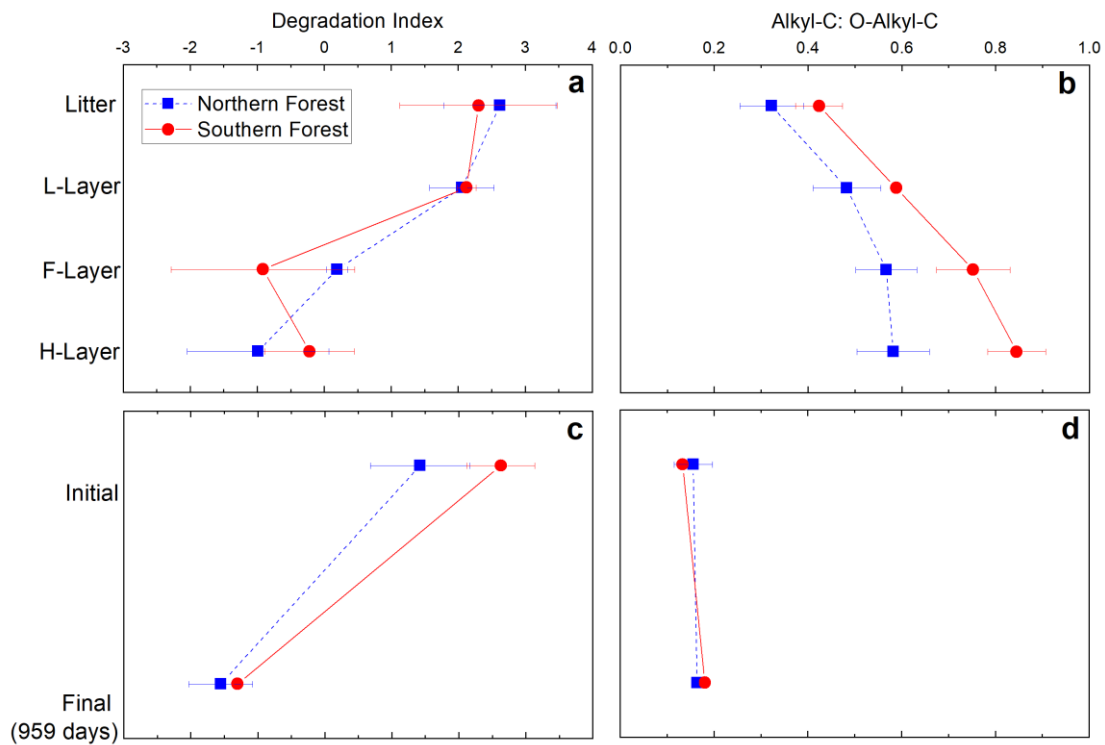 Degradation Index
Alkyl-C: O-Alkyl-C
-3 -2 -1 0 1 2 3 4
0.0 0.2 0.4 0.6 0.8 1.0
a
b
Northern Forest
Southern Forest
Litter
L-Layer
F-Layer
H-Layer
c
d
Initial
Final
(959 days)